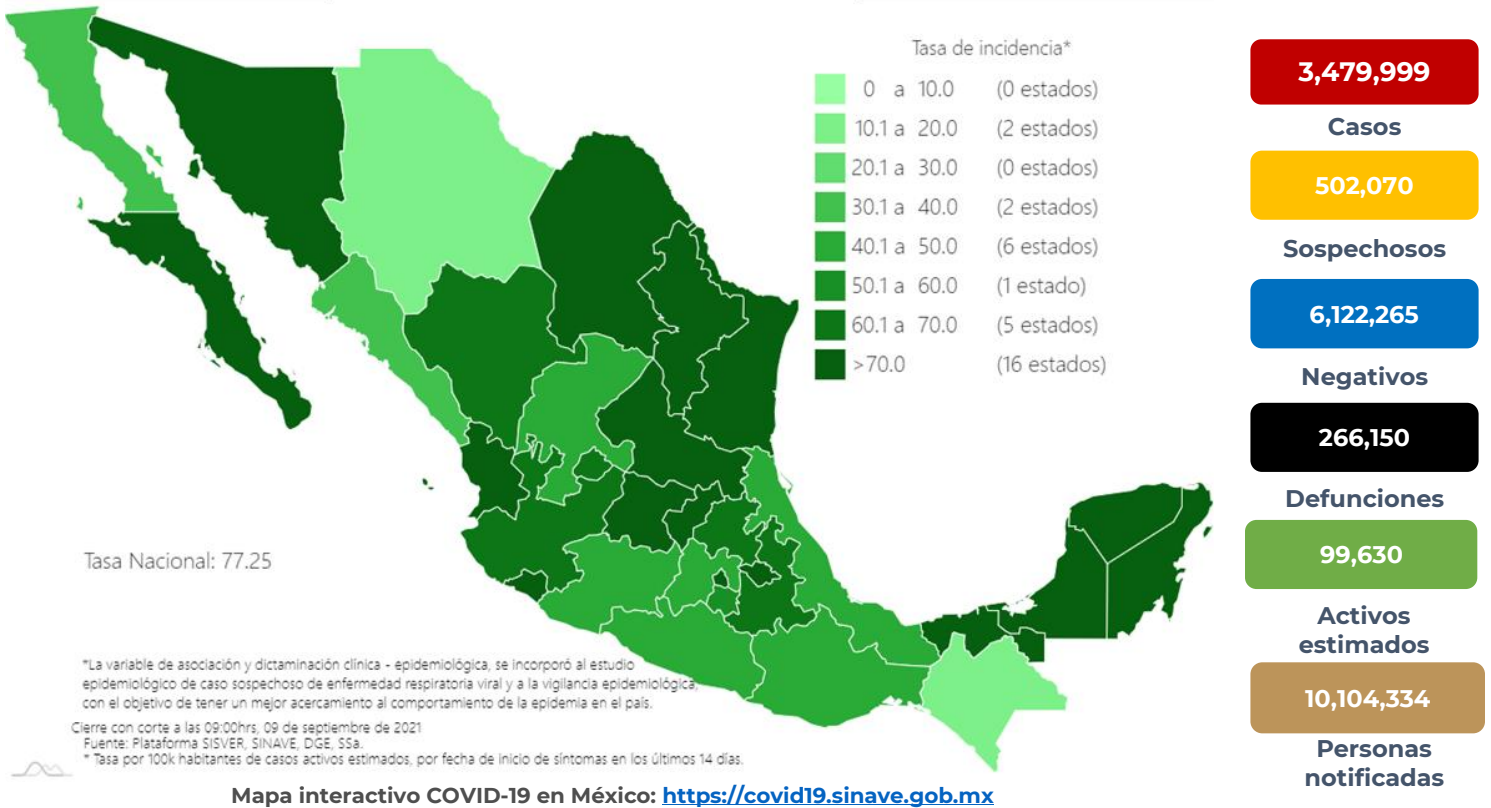 Tasa de incidencia*
0 a 10.0 (0 estados)
10.1 a 20.0 (2 estados)
20.1 a 30.0 (0 estados)
30.1 a 40.0 (2 estados)
40.1 a 50.0 (6 estados)
50.1 a 60.0 (1 estado)
60.1 a 70.0 (5 estados)
>70.0 (16 estados)
Tasa Nacional: 77.25
*La variable de asociación y dictaminación clínica - epidemiológica, se incorporó al estudio
epidemiológico de caso sospechoso de enfermedad respiratoria viral y a la vigilancia epidemiológica,
con el objetivo de tener un mejor acercamiento al comportamiento de la epidemia en el país.
Cierre con corte a las 09:00hrs, 09 de septiembre de 2021
Fuente: Plataforma SISVER, SINAVE, DGE, SSa.
* Tasa por 100k habitantes de casos activos estimados, por fecha de inicio de síntomas en los últimos 14 días.
Mapa interactivo COVID-19 en México: https://covid19.sinave.gob.mx
3,479,999
Casos
502,070
Sospechosos
6,122,265
Negativos
266,150
Defunciones
99,630
Activos
estimados
10,104,334
Personas
notificadas